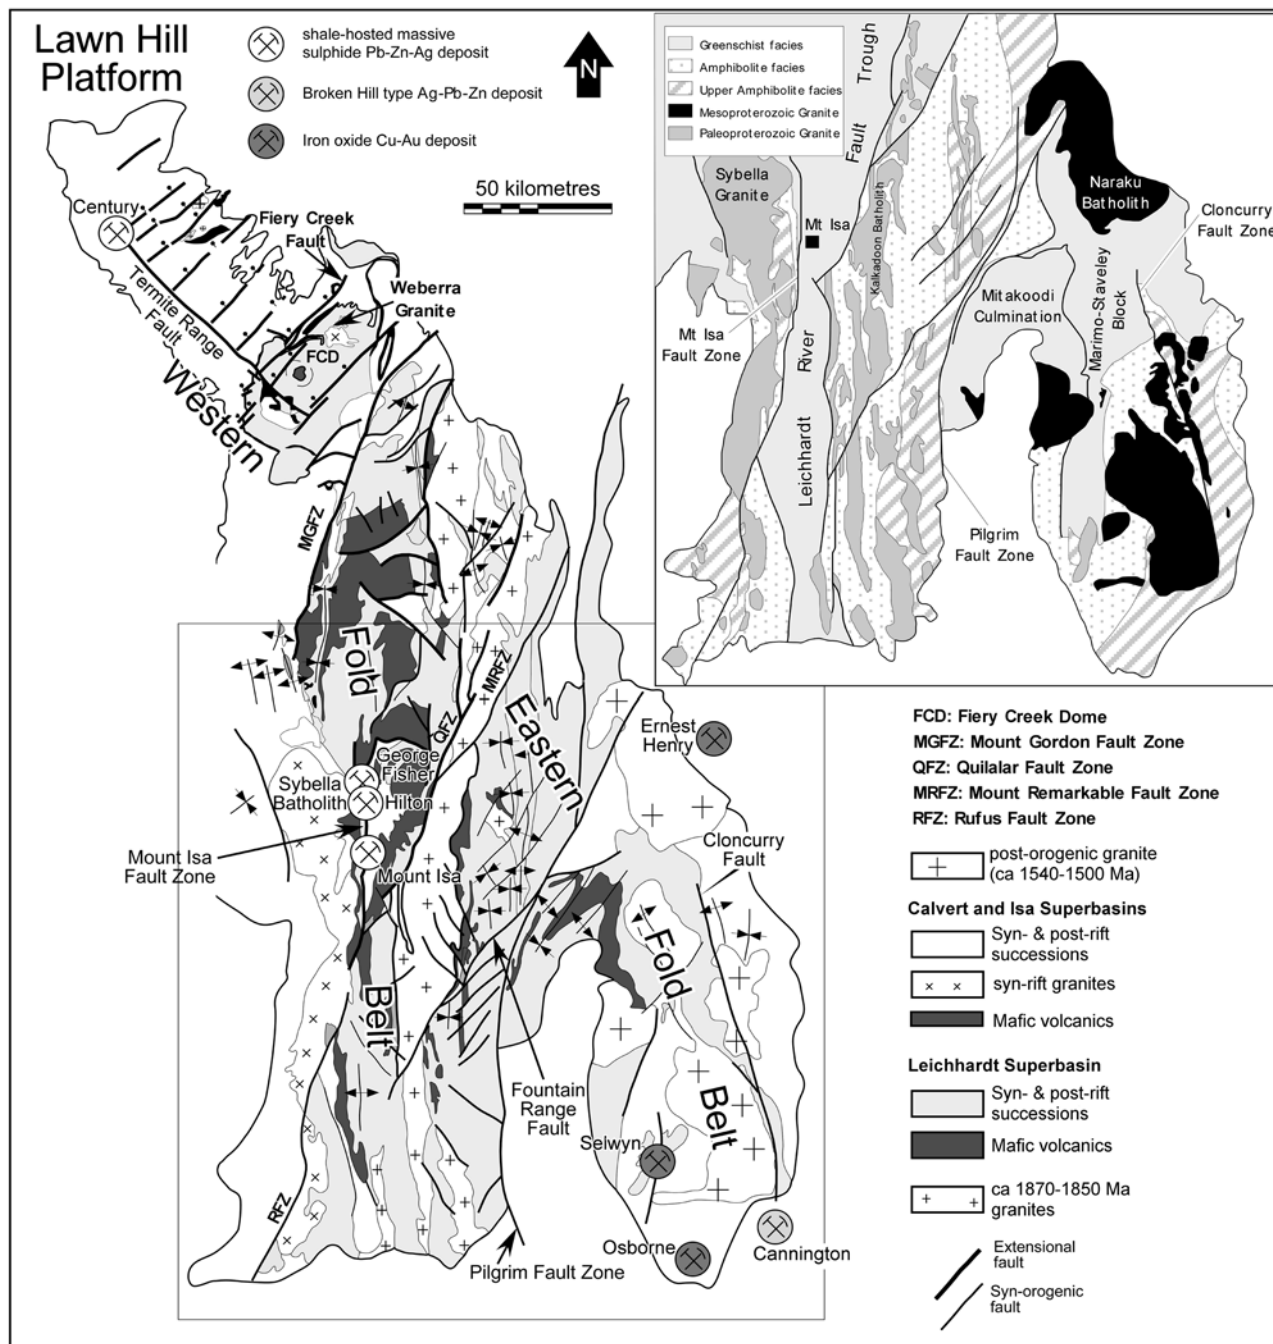 Lawn Hill
Platform
shale-hosted massive
sulphide Pb-Zn-Ag deposit
Broken Hill type Ag-Pb-Zn deposit
Iron oxide Cu-Au deposit
N
50 kilometres
Century
Fiery Creek
Fault
Termite Range
Fault
Weberra
Granite
FCD
Western
MGFZ
Fold
MRFZ
QFZ
Eastern
George
Fisher
Sybella
Batholith
Hilton
Mount Isa
Fault Zone
Mount Isa
Ernest
Henry
Cloncurry
Fault
Fold
Belt
Fountain
Range
Fault
Belt
Selwyn
RFZ
Pilgrim Fault Zone
Osborne
Cannington
Greenschist facies
Amphibolite facies
Upper Amphibolite facies
Mesoproterozoic Granite
Paleoproterozoic Granite
Fault Trough
Sybella
Granite
Mt Isa
Kalkadoon Batholith
Naraku
Batholith
Cloncurry
Fault Zone
Mitakoodi
Culmination
Marimo-Staveley
Block
Mt Isa
Fault Zone
Leichhardt River
Pilgrim
Fault Zone
FCD: Fiery Creek Dome
MGFZ: Mount Gordon Fault Zone
QFZ: Quilalar Fault Zone
MRFZ: Mount Remarkable Fault Zone
RFZ: Rufus Fault Zone
post-orogenic granite
(ca 1540-1500 Ma)
Calvert and Isa Superbasins
Syn- & post-rift
successions
syn-rift granites
Mafic volcanics
Leichhardt Superbasin
Syn- & post-rift
successions
Mafic volcanics
ca 1870-1850 Ma
granites
Extensional
fault
Syn-orogenic
fault